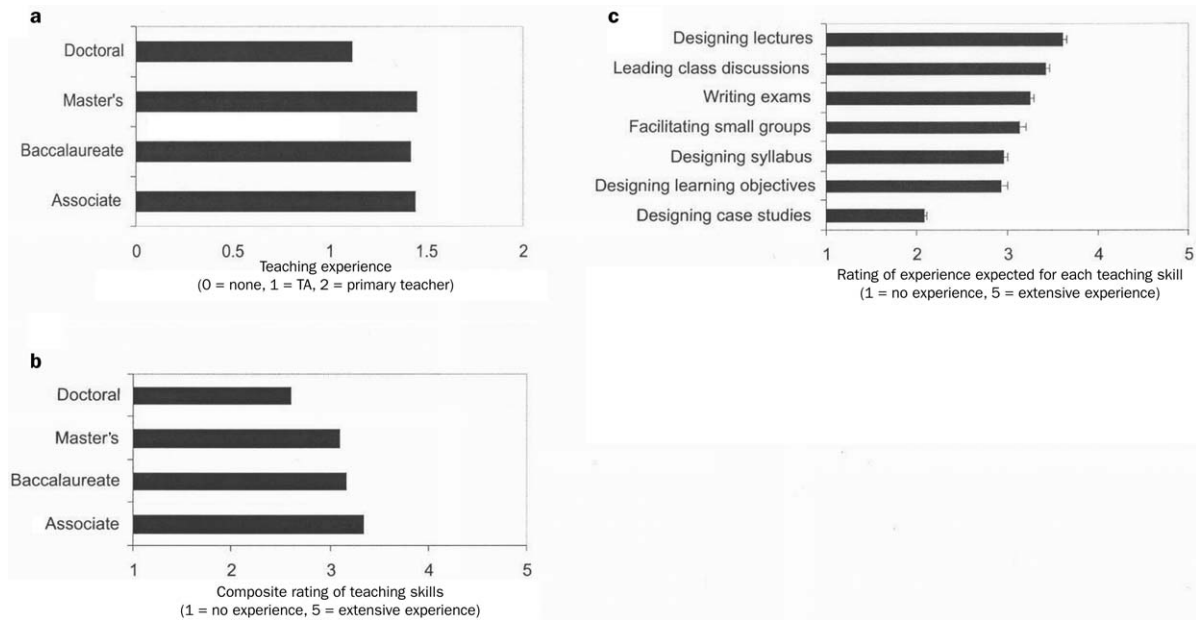 a
Doctoral
Master's
Baccalaureate
Associate
0 0.5 1 1.5 2
Teaching experience
(0 = none, 1 = TA, 2 = primary teacher)
b
Doctoral
Master's
Baccalaureate
Associate
1 2 3 4 5
Composite rating of teaching skills
(1 = no experience, 5 = extensive experience)
c
Designing lectures
Leading class discussions
Writing exams
Facilitating small groups
Designing syllabus
Designing learning objectives
Designing case studies
1 2 3 4 5
Rating of experience expected for each teaching skill
(1 = no experience, 5 = extensive experience)